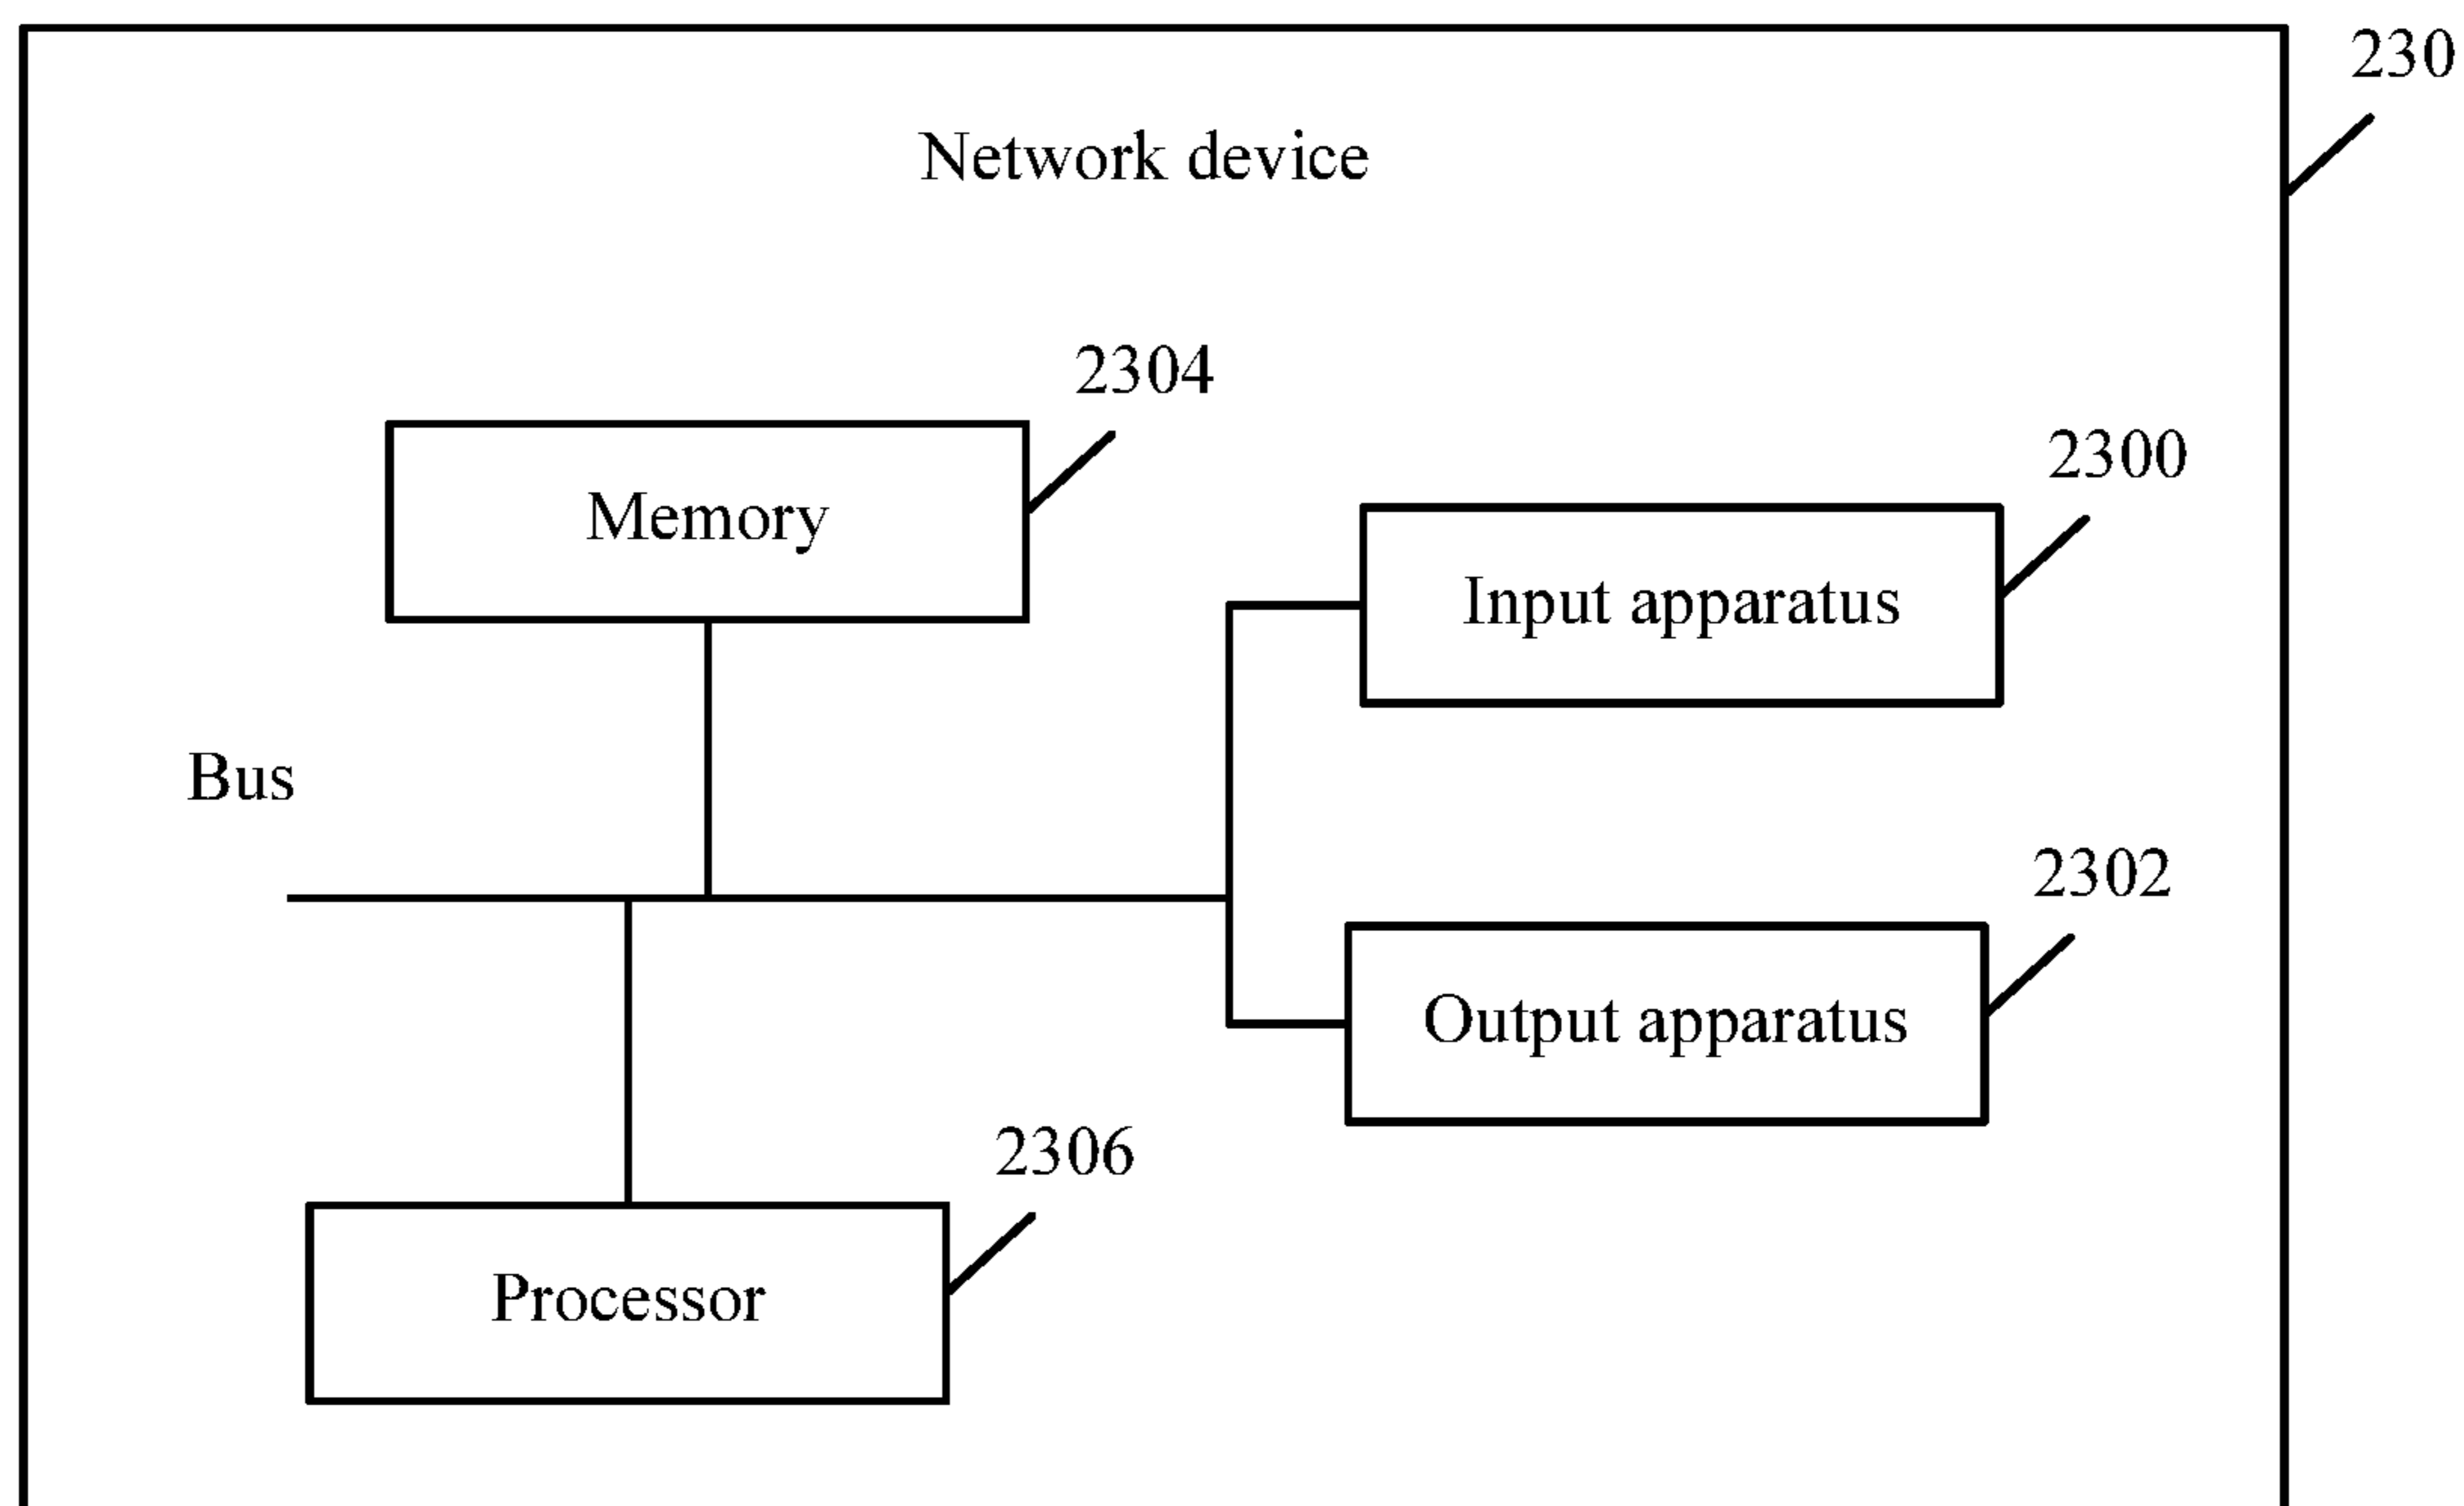 230
Network device
2304
Memory
2300
Input apparatus
Bus
2302
Output apparatus
2306
Processor